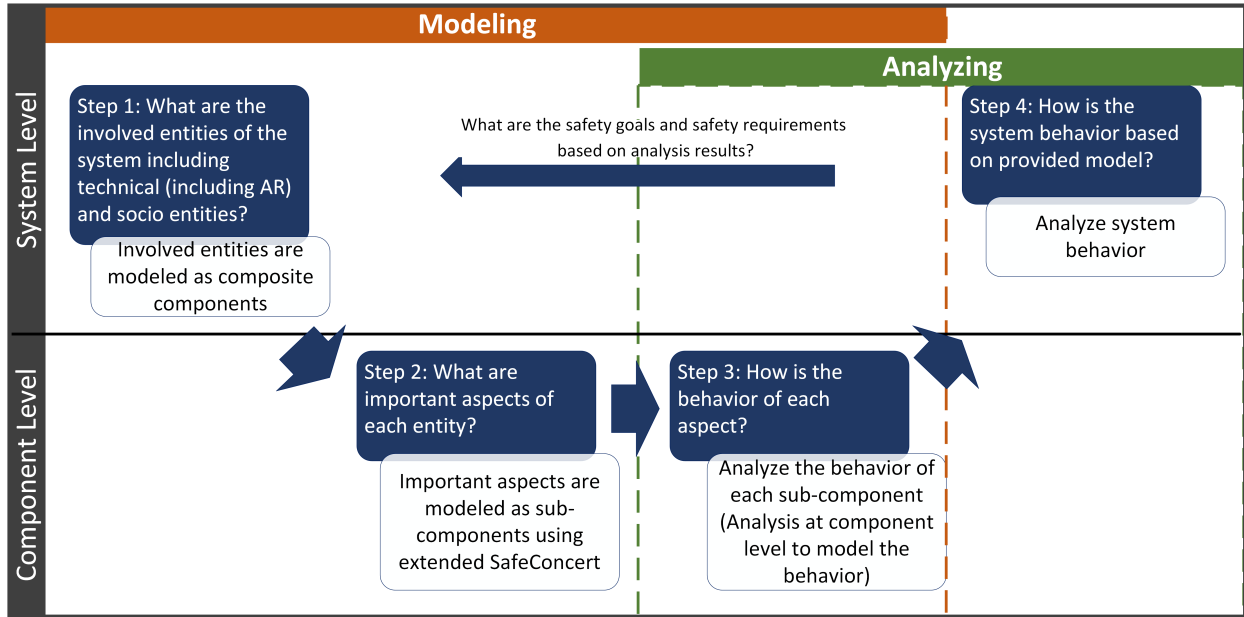 Modeling
Analyzing
System Level
Step 1: What are the
involved entities of the
system including
technical (including AR)
and socio entities?
Involved entities are
modeled as composite
components
What are the safety goals and safety requirements
based on analysis results?
Step 4: How is the
system behavior based
on provided model?
Analyze system
behavior
Component Level
Step 2: What are
important aspects of
each entity?
Important aspects are
modeled as sub-
components using
extended SafeConcert
Step 3: How is the
behavior of each
aspect?
Analyze the behavior of
each sub-component
(Analysis at component
level to model the
behavior)